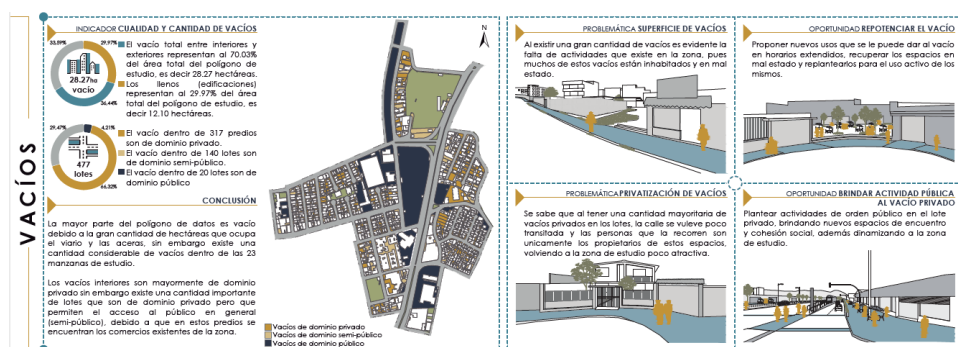 VACÍOS
INDICADOR CUALIDAD Y CANTIDAD DE VACÍOS
33.59%
29.97%
36.44%
28.27ha
vacío
El vacío total entre interiores y
exteriores representan al 70.03%
del área total del polígono de
estudio, es decir 28.27 hectáreas.
Los llenos (edificaciones)
representan al 29.97% del área
total del polígono de estudio, es
decir 12.10 hectáreas.
29.47%
4.21%
66.32%
477
lotes
El vacío dentro de 317 predios
son de dominio privado.
El vacío dentro de 140 lotes son
de dominio semi-público.
El vacío dentro de 20 lotes son de
dominio público
CONCLUSIÓN
La mayor parte del polígono de datos es vacío
debido a la gran cantidad de hectáreas que ocupa
el viario y las aceras, sin embargo existe una
cantidad considerable de vacíos dentro de las 23
manzanas de estudio.
Los vacíos interiores son mayormente de dominio
privado sin embargo existe una cantidad importante
de lotes que son de dominio privado pero que
permiten el acceso al público en general
(semi-público), debido a que en estos predios se
encuentran los comercios existentes de la zona.
N
Vacíos de dominio privado
Vacíos de dominio semi-público
Vacíos de dominio público
PROBLEMÁTICA SUPERFICIE DE VACÍOS
Al existir una gran cantidad de vacíos es evidente la
falta de actividades que existe en la zona, pues
muchos de estos vacíos están inhabitados y en mal
estado.
OPORTUNIDAD REPOTENCIAR EL VACÍO
Proponer nuevos usos que se le puede dar al vacío
en horarios extendidos, recuperar los espacios en
mal estado y replantearlos para el uso activo de los
mismos.
PROBLEMÁTICA PRIVATIZACIÓN DE VACÍOS
Se sabe que al tener una cantidad mayoritaria de
vacíos privados en los lotes, la calle se vuleve poco
transitada y las personas que la recorren son
unicamente los propietarios de estos espacios,
volviendo a la zona de estudio poco atractiva.
OPORTUNIDAD BRINDAR ACTIVIDAD PÚBLICA
AL VACÍO PRIVADO
Plantear actividades de orden público en el lote
privado, brindando nuevos espacios de encuentro
y cohesión social, además dinamizando a la zona
de estudio.